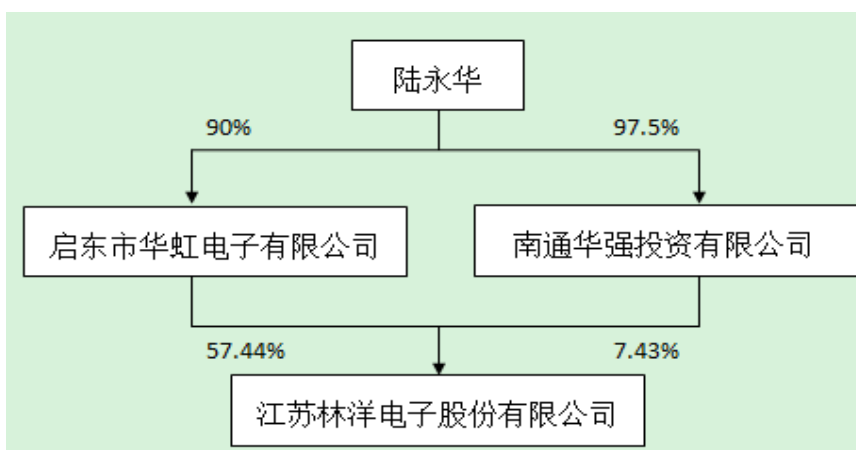 陆永华
90%
97.5%
启东市华虹电子有限公司
南通华强投资有限公司
57.44%
7.43%
江苏林洋电子股份有限公司